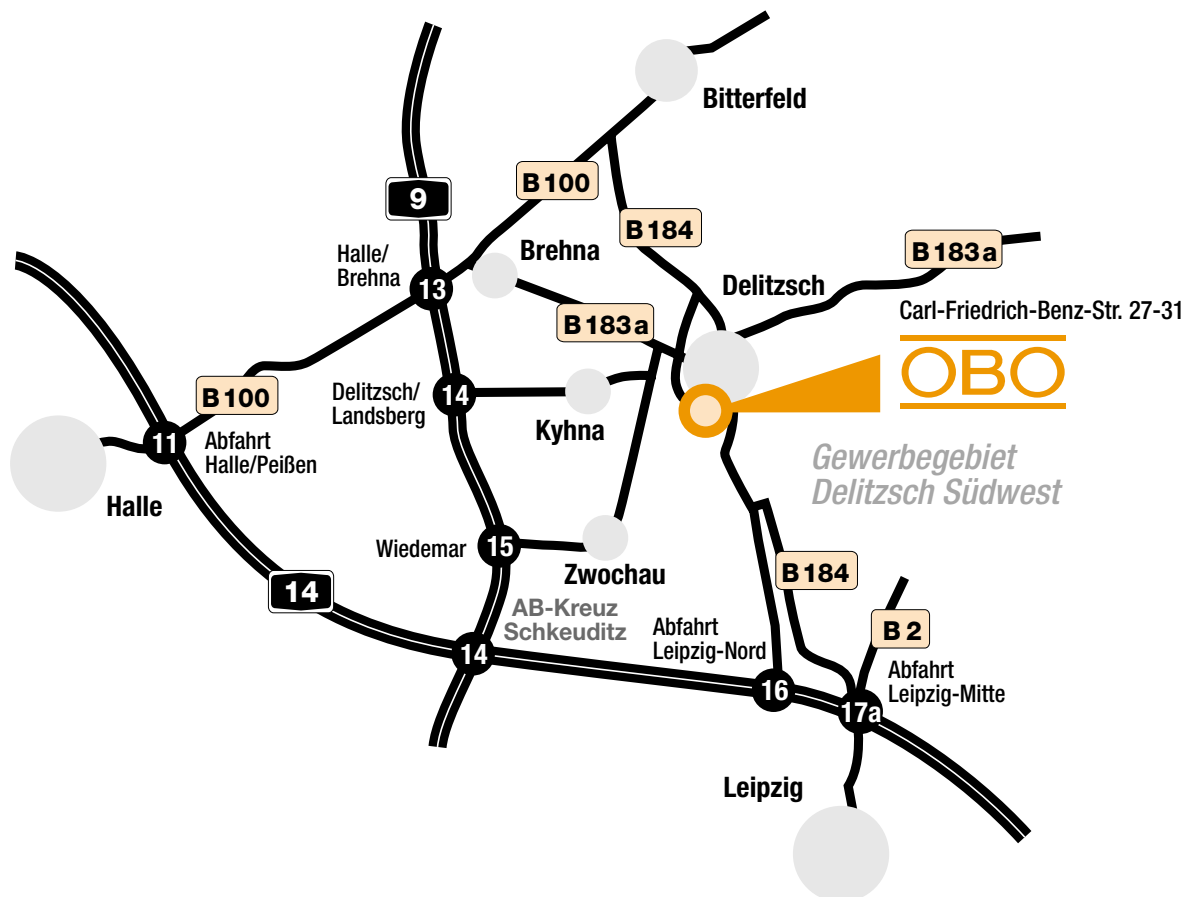 Bitterfeld
B 100
9
B 184
Halle/
Brehna
Brehna
B 183a
Delitzsch
13
Carl-Friedrich-Benz-Str. 27-31
B 183a
OBO
B 100
Delitzsch/
Landsberg
14
Kyhna
11
Abfahrt
Halle/Peißen
Gewerbegebiet
Delitzsch Südwest
Halle
Wiedemar
15
Zwochau
14
B 184
AB-Kreuz
Schkeuditz
B 2
Abfahrt
Leipzig-Nord
14
Abfahrt
Leipzig-Mitte
16
17a
Leipzig